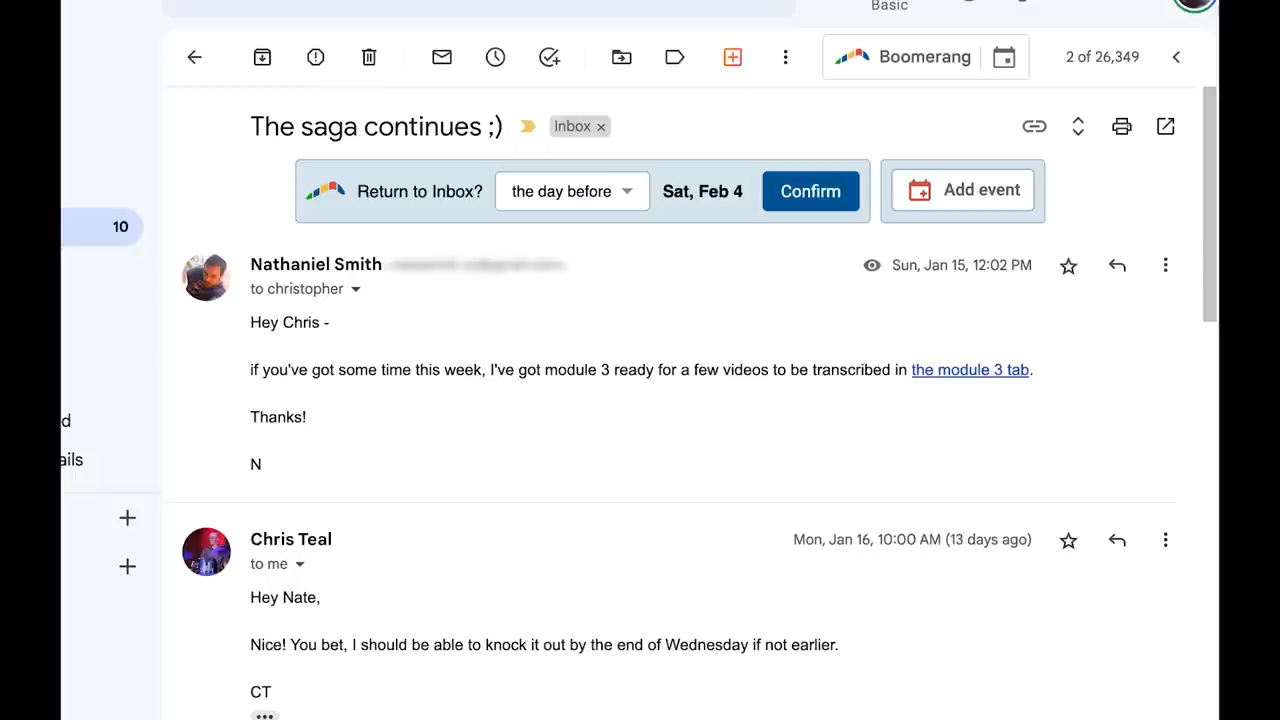 Basic
Boomerang
2 of 26,349
The saga continues ;)
Inbox ×
Return to Inbox? the day before Sat, Feb 4 Confirm Add event
10
Nathaniel Smith
Sun, Jan 15, 12:02 PM
to christopher
Hey Chris -
if you've got some time this week, I've got module 3 ready for a few videos to be transcribed in the module 3 tab.
Thanks!
d
ails
N
Chris Teal
Mon, Jan 16, 10:00 AM (13 days ago)
to me
Hey Nate,
Nice! You bet, I should be able to knock it out by the end of Wednesday if not earlier.
CT